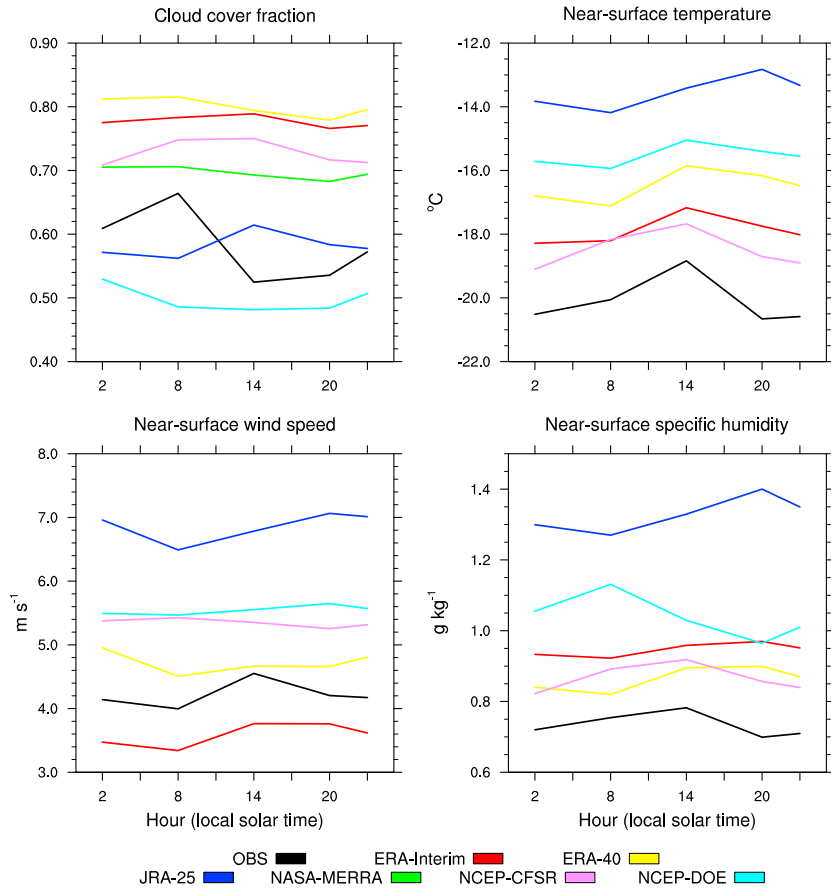 Cloud cover fraction
0.90
0.80
0.70
0.60
0.50
0.40
2 8 14 20
Near-surface temperature
-12.0
-14.0
-16.0
-18.0
-20.0
-22.0
°C
2 8 14 20
Near-surface wind speed
8.0
7.0
6.0
5.0
4.0
3.0
m s-1
2 8 14 20
Hour (local solar time)
Near-surface specific humidity
1.4
1.2
1.0
0.8
0.6
g kg-1
2 8 14 20
Hour (local solar time)
OBS ERA-Interim ERA-40
JRA-25 NASA-MERRA NCEP-CFSR NCEP-DOE